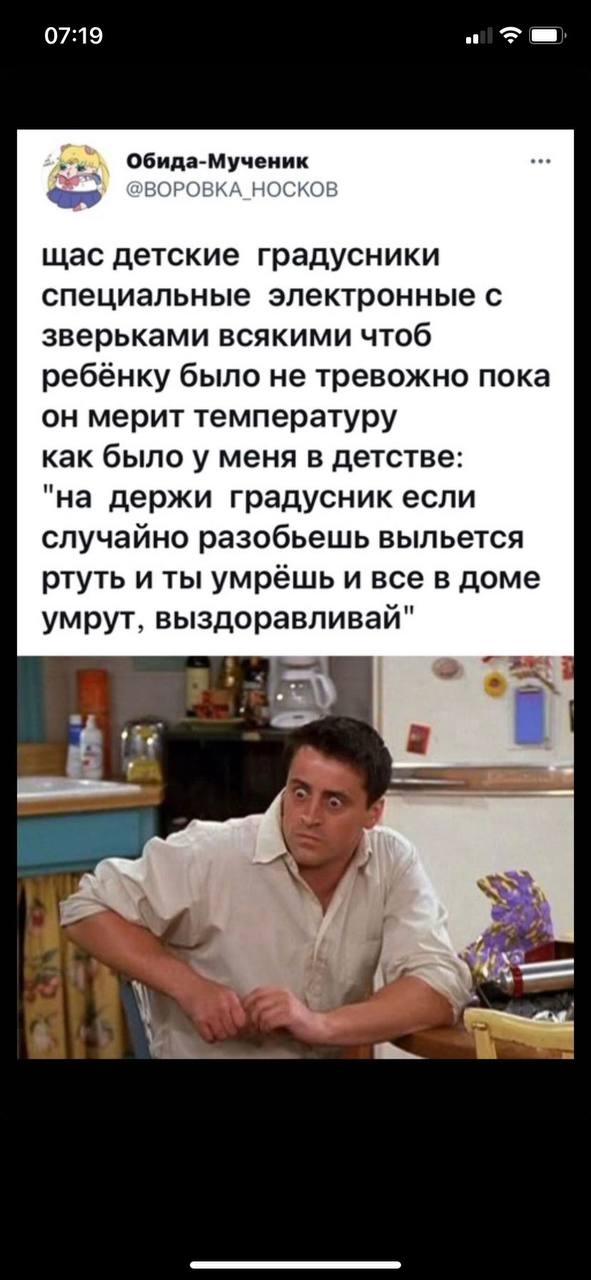 07:19
Обида-Мученик
@ВОРОВКА_НОСКОВ
щас детские градусники
специальные электронные с
зверьками всякими чтоб
ребёнку было не тревожно пока
он мерит температуру
как было у меня в детстве:
"на держи градусник если
случайно разобьешь выльется
ртуть и ты умрёшь и все в доме
умрут, выздоравливай"